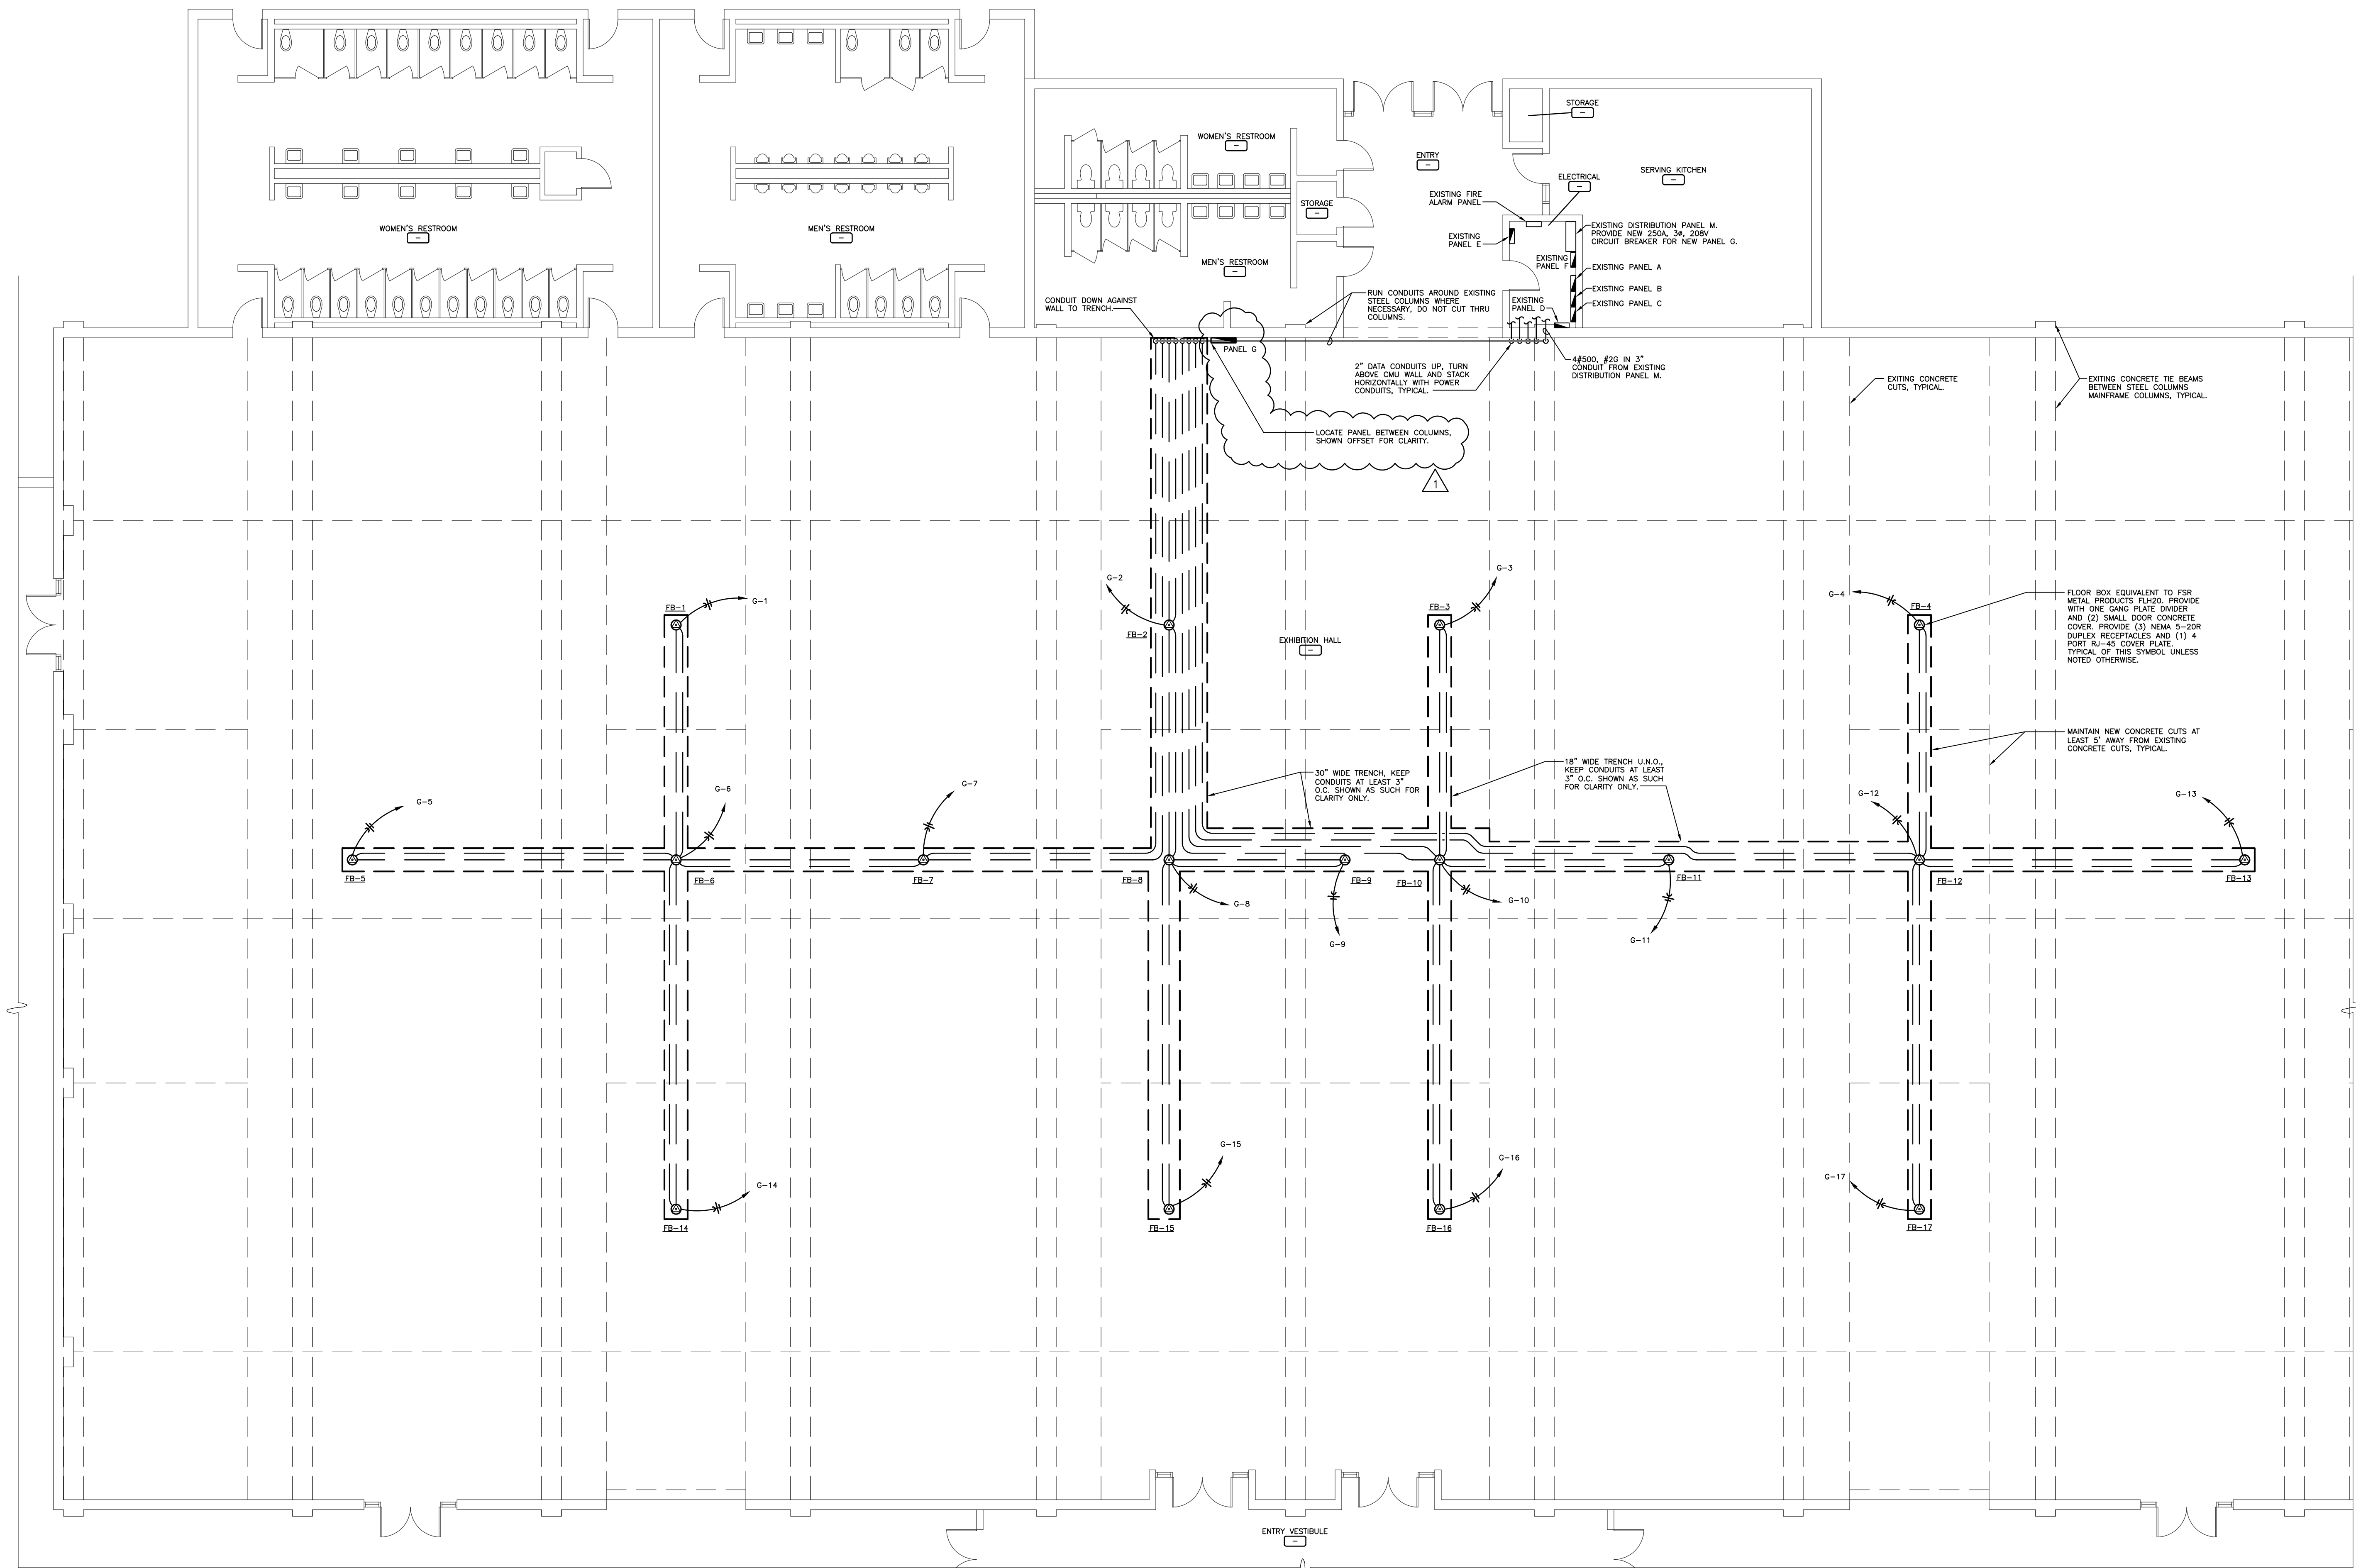 STORAGE
-
WOMEN'S RESTROOM
-
ENTRY
-
SERVING KITCHEN
-
ELECTRICAL
-
EXISTING FIRE
ALARM PANEL
STORAGE
-
WOMEN'S RESTROOM
-
MEN'S RESTROOM
-
EXISTING
PANEL E
EXISTING DISTRIBUTION PANEL M.
PROVIDE NEW 250A, 3ø, 208V
CIRCUIT BREAKER FOR NEW PANEL G.
MEN'S RESTROOM
-
EXISTING
PANEL F
EXISTING PANEL A
EXISTING PANEL B
EXISTING PANEL C
CONDUIT DOWN AGAINST
WALL TO TRENCH.
RUN CONDUITS AROUND EXISTING
STEEL COLUMNS WHERE
NECESSARY, DO NOT CUT THRU
COLUMNS.
EXISTING
PANEL D
PANEL G
2" DATA CONDUITS UP, TURN
ABOVE CMU WALL AND STACK
HORIZONTALLY WITH POWER
CONDUITS, TYPICAL.
4#500, #2G IN 3"
CONDUIT FROM EXISTING
DISTRIBUTION PANEL M.
EXITING CONCRETE
CUTS, TYPICAL.
EXITING CONCRETE TIE BEAMS
BETWEEN STEEL COLUMNS
MAINFRAME COLUMNS, TYPICAL.
LOCATE PANEL BETWEEN COLUMNS,
SHOWN OFFSET FOR CLARITY.
1
G-2
G-3
FB-1
G-1
FB-2
FB-3
G-4
FB-4
FLOOR BOX EQUIVALENT TO FSR
METAL PRODUCTS FLH20. PROVIDE
WITH ONE GANG PLATE DIVIDER
AND (2) SMALL DOOR CONCRETE
COVER. PROVIDE (3) NEMA 5-20R
DUPLEX RECEPTACLES AND (1) 4
PORT RJ-45 COVER PLATE.
TYPICAL OF THIS SYMBOL UNLESS
NOTED OTHERWISE.
EXHIBITION HALL
-
MAINTAIN NEW CONCRETE CUTS AT
LEAST 5' AWAY FROM EXISTING
CONCRETE CUTS, TYPICAL.
30" WIDE TRENCH, KEEP
CONDUITS AT LEAST 3"
O.C. SHOWN AS SUCH FOR
CLARITY ONLY.
18" WIDE TRENCH U.N.O.,
KEEP CONDUITS AT LEAST
3" O.C. SHOWN AS SUCH
FOR CLARITY ONLY.
G-5
G-6
G-7
G-12
G-13
FB-5
FB-6
FB-7
FB-8
FB-9
FB-10
FB-11
FB-12
FB-13
G-8
G-9
G-10
G-11
G-14
G-15
G-16
G-17
FB-14
FB-15
FB-16
FB-17
ENTRY VESTIBULE
-